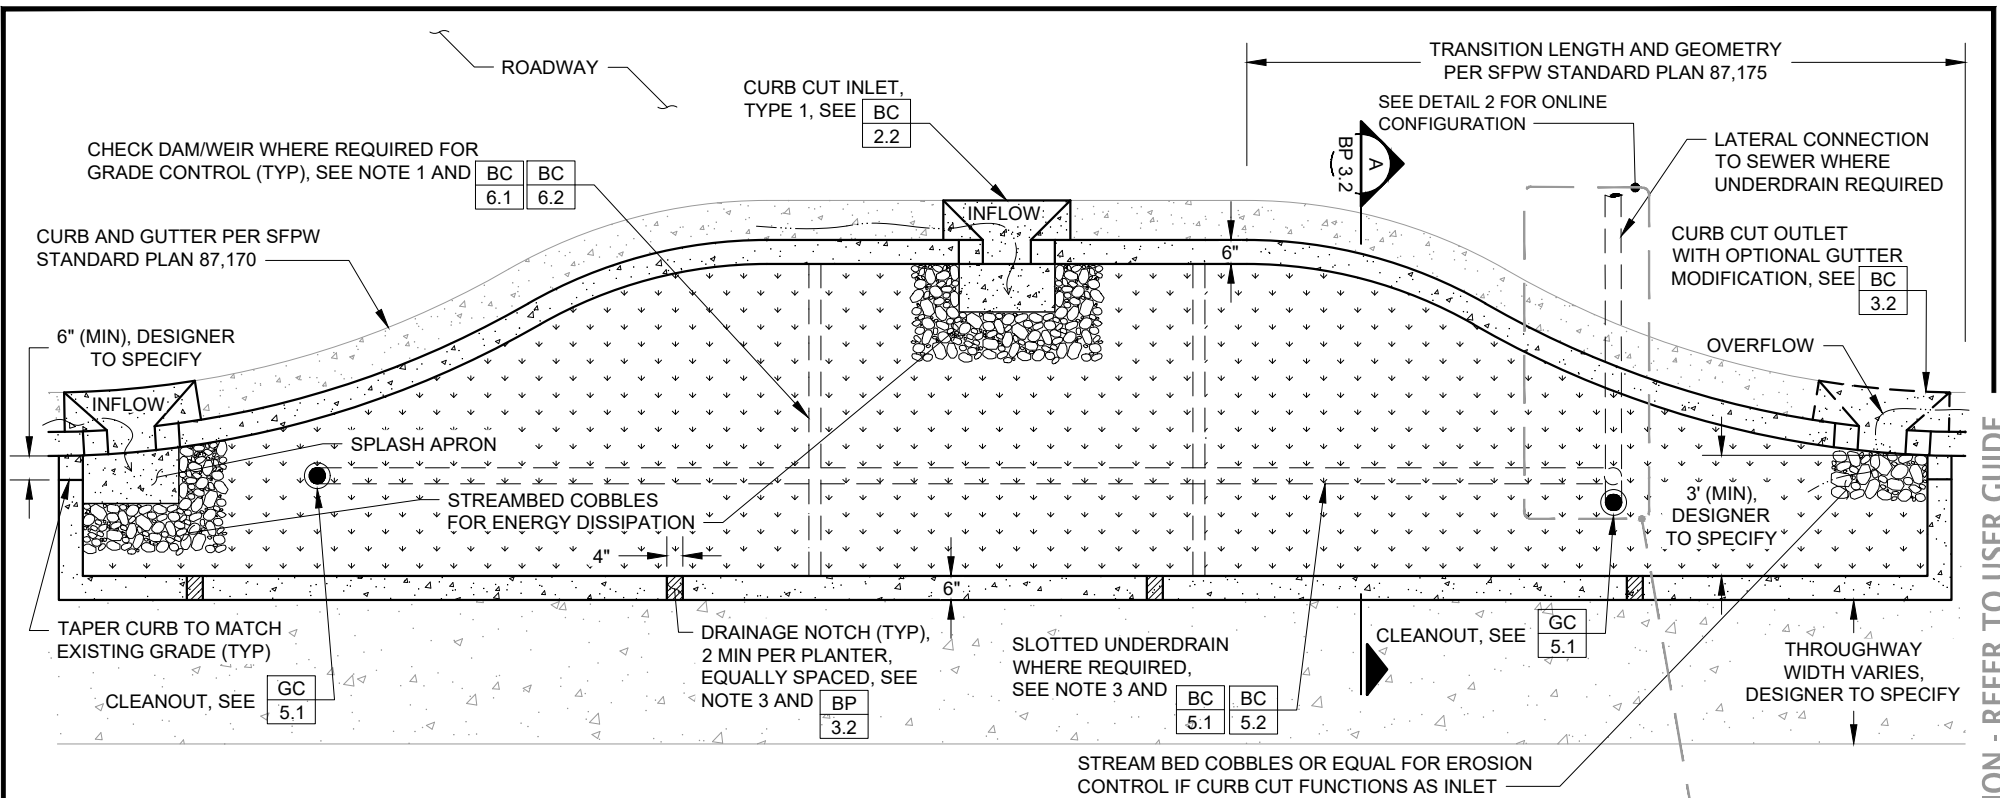 ROADWAY
TRANSITION LENGTH AND GEOMETRY
PER SFPW STANDARD PLAN 87,175
CURB CUT INLET,
TYPE 1, SEE BC 2.2
SEE DETAIL 2 FOR ONLINE
CONFIGURATION
A
BP 3.2
LATERAL CONNECTION
TO SEWER WHERE
UNDERDRAIN REQUIRED
CHECK DAM/WEIR WHERE REQUIRED FOR
GRADE CONTROL (TYP), SEE NOTE 1 AND BC 6.1 BC 6.2
INFLOW
CURB AND GUTTER PER SFPW
STANDARD PLAN 87,170
6"
CURB CUT OUTLET
WITH OPTIONAL GUTTER
MODIFICATION, SEE BC 3.2
6" (MIN), DESIGNER
TO SPECIFY
OVERFLOW
INFLOW
SPLASH APRON
STREAMBED COBBLES
FOR ENERGY DISSIPATION
3' (MIN),
DESIGNER
TO SPECIFY
4"
6"
TAPER CURB TO MATCH
EXISTING GRADE (TYP)
CLEANOUT, SEE GC 5.1
DRAINAGE NOTCH (TYP),
2 MIN PER PLANTER,
EQUALLY SPACED, SEE
NOTE 3 AND BP 3.2
SLOTTED UNDERDRAIN
WHERE REQUIRED,
SEE NOTE 3 AND BC 5.1 BC 5.2
CLEANOUT, SEE GC 5.1
THROUGHWAY
WIDTH VARIES,
DESIGNER TO SPECIFY
STREAM BED COBBLES OR EQUAL FOR EROSION
CONTROL IF CURB CUT FUNCTIONS AS INLET
ON - REFER TO USER GUIDE